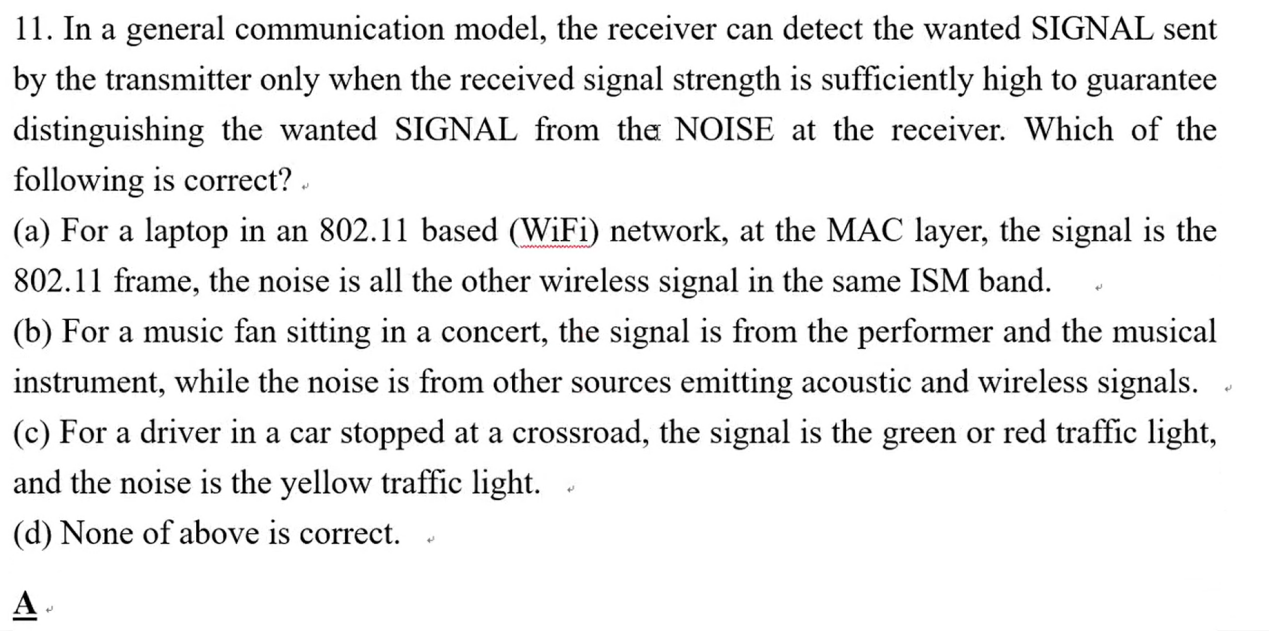 11. In a general communication model, the receiver can detect the wanted SIGNAL sent
by the transmitter only when the received signal strength is sufficiently high to guarantee
distinguishing the wanted SIGNAL from the NOISE at the receiver. Which of the
following is correct?
(a) For a laptop in an 802.11 based (WiFi) network, at the MAC layer, the signal is the
802.11 frame, the noise is all the other wireless signal in the same ISM band.
(b) For a music fan sitting in a concert, the signal is from the performer and the musical
instrument, while the noise is from other sources emitting acoustic and wireless signals.
(c) For a driver in a car stopped at a crossroad, the signal is the green or red traffic light,
and the noise is the yellow traffic light.
(d) None of above is correct.
A